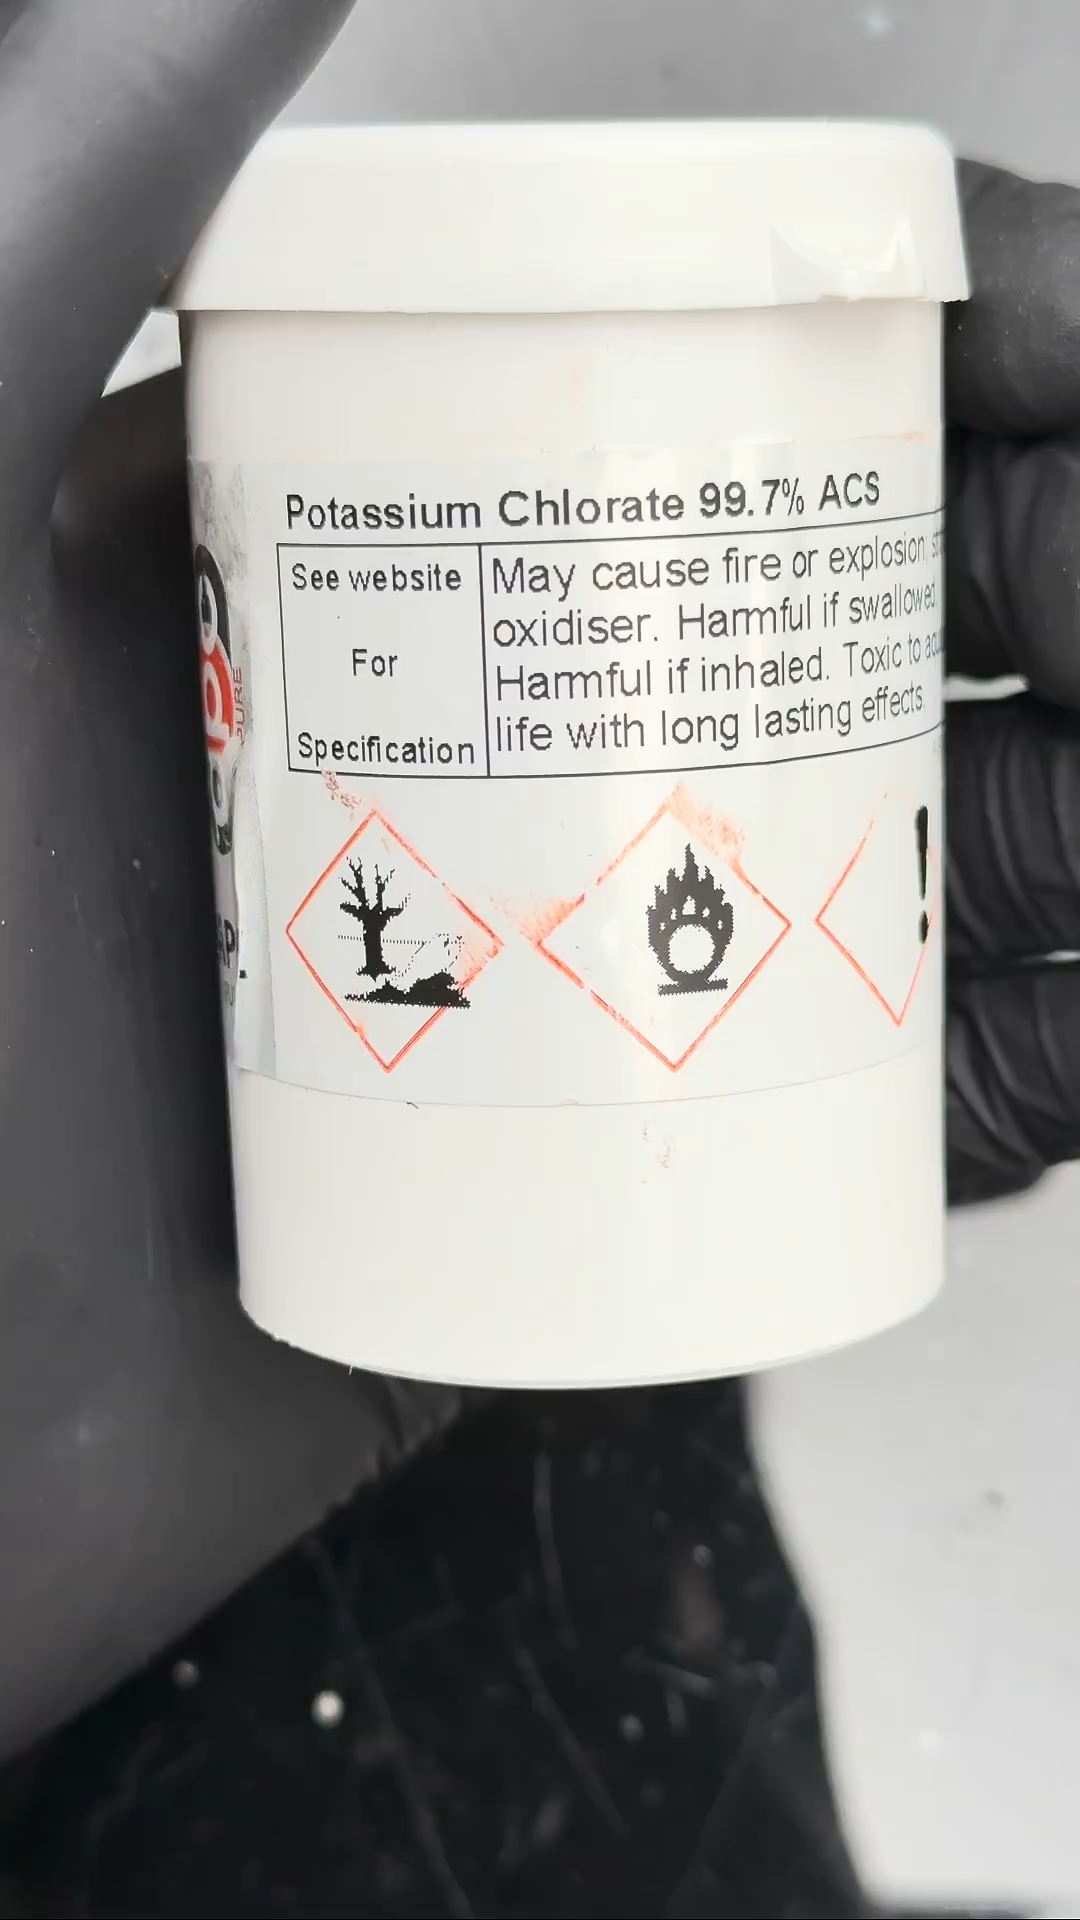 Potassium Chlorate 99.7% ACS
See website
For
Specification
May cause fire or explosion;
oxidiser. Harmful if swallowed
Harmful if inhaled. Toxic to
life with long lasting effects.
PURE